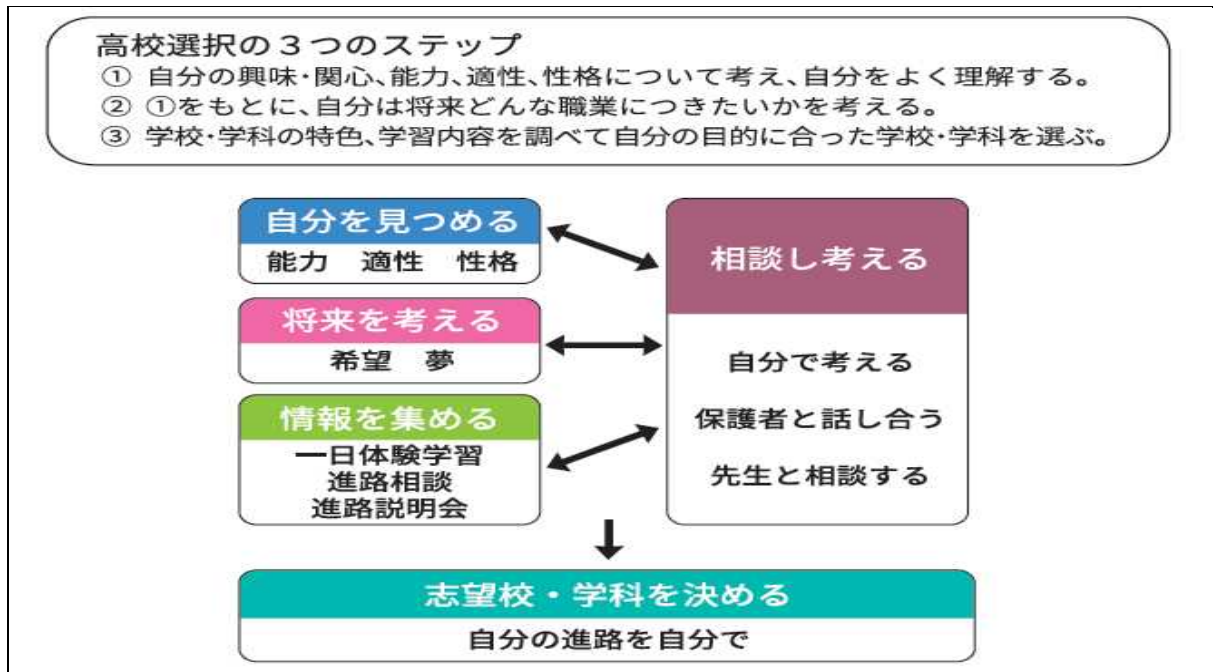 高校選択の３つのステップ
① 自分の興味・関心、能力、適性、性格について考え、自分をよく理解する。
② ①をもとに、自分は将来どんな職業につきたいかを考える。
③ 学校・学科の特色、学習内容を調べて自分の目的に合った学校・学科を選ぶ。
自分を見つめる
能力　適性　性格
将来を考える
希望　夢
情報を集める
一日体験学習
進路相談
進路説明会
相談し考える
自分で考える
保護者と話し合う
先生と相談する
志望校・学科を決める
自分の進路を自分で